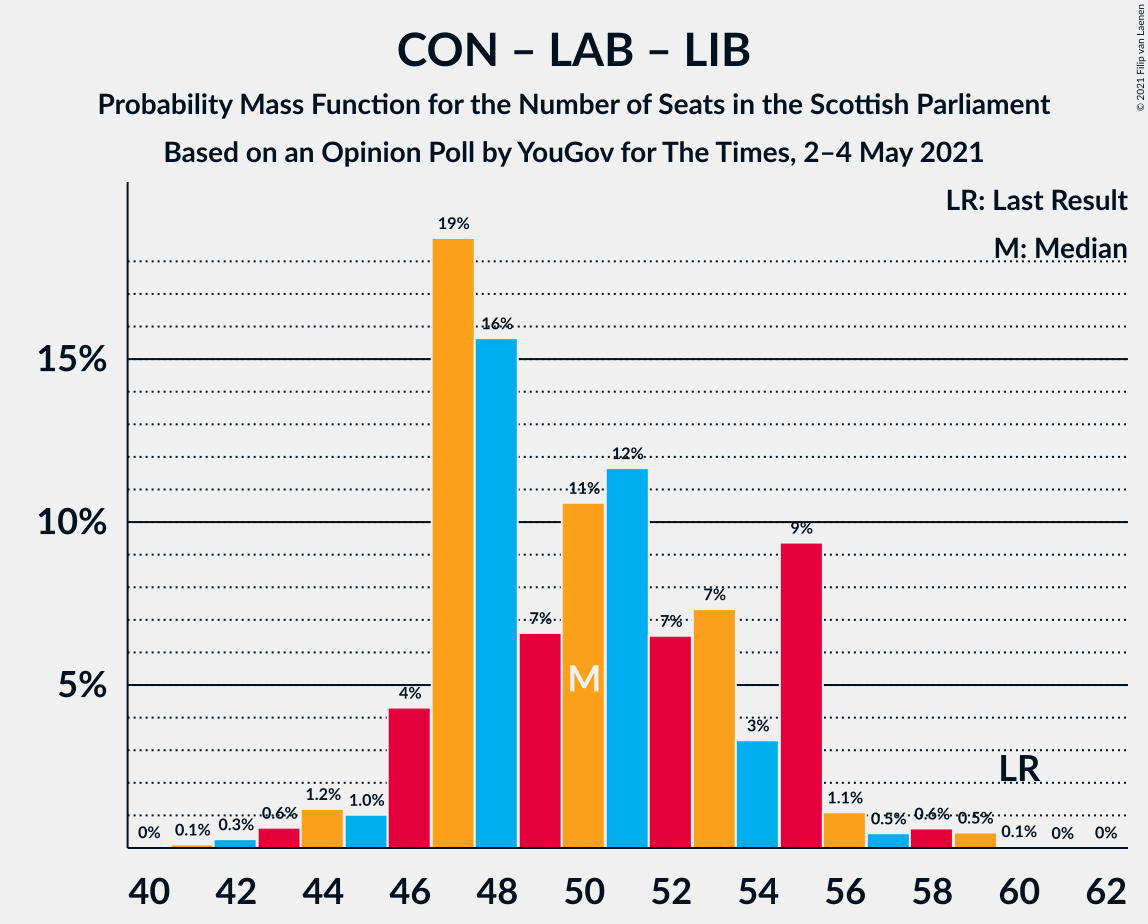 CON – LAB – LIB
Probability Mass Function for the Number of Seats in the Scottish Parliament
Based on an Opinion Poll by YouGov for The Times, 2–4 May 2021
© 2021 Filip van Laenen
LR: Last Result
M: Median
15%
10%
5%
0%
0.1%
0.3%
0.6%
1.2%
1.0%
4%
19%
16%
7%
11%
12%
7%
7%
3%
9%
1.1%
0.5%
0.6%
0.5%
0.1%
0%
0%
M
LR
40 42 44 46 48 50 52 54 56 58 60 62